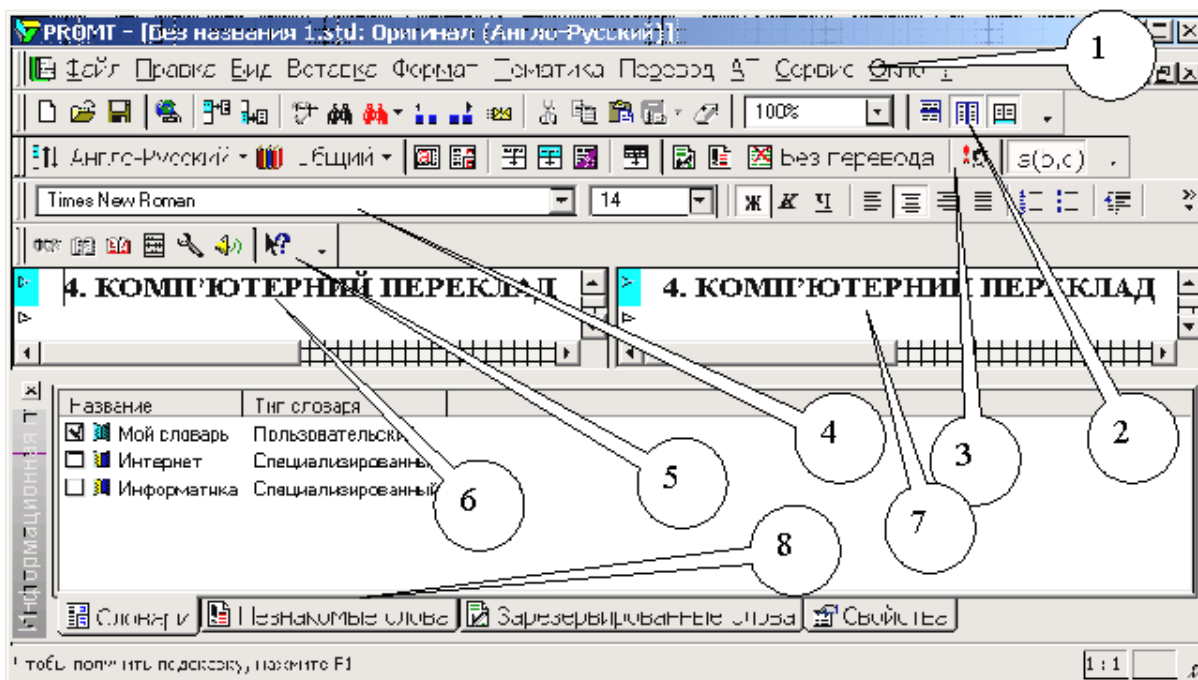 PROMT - [Без названия 1.std: Оригинал (Англо-Русский)]
Файл Правка Вид Вставка Формат Тематика Перевод Сервис Окно ?
1
100%
Англо-Русский Общий Без перевода a(b,c)
Times New Roman 14 Ж К Ч
4. КОМП’ЮТЕРНИЙ ПЕРЕКЛАД 4. КОМП’ЮТЕРНИЙ ПЕРЕКЛАД
Название Тип словаря
Мой словарь Пользовательский
Интернет Специализированный
Информатика Специализированный
4 3 2
6 5 7
8
Информационная п
Словари Незнакомые слова Зарезервированные слова Свойства
Чтобы получить подсказку, нажмите F1 1 : 1